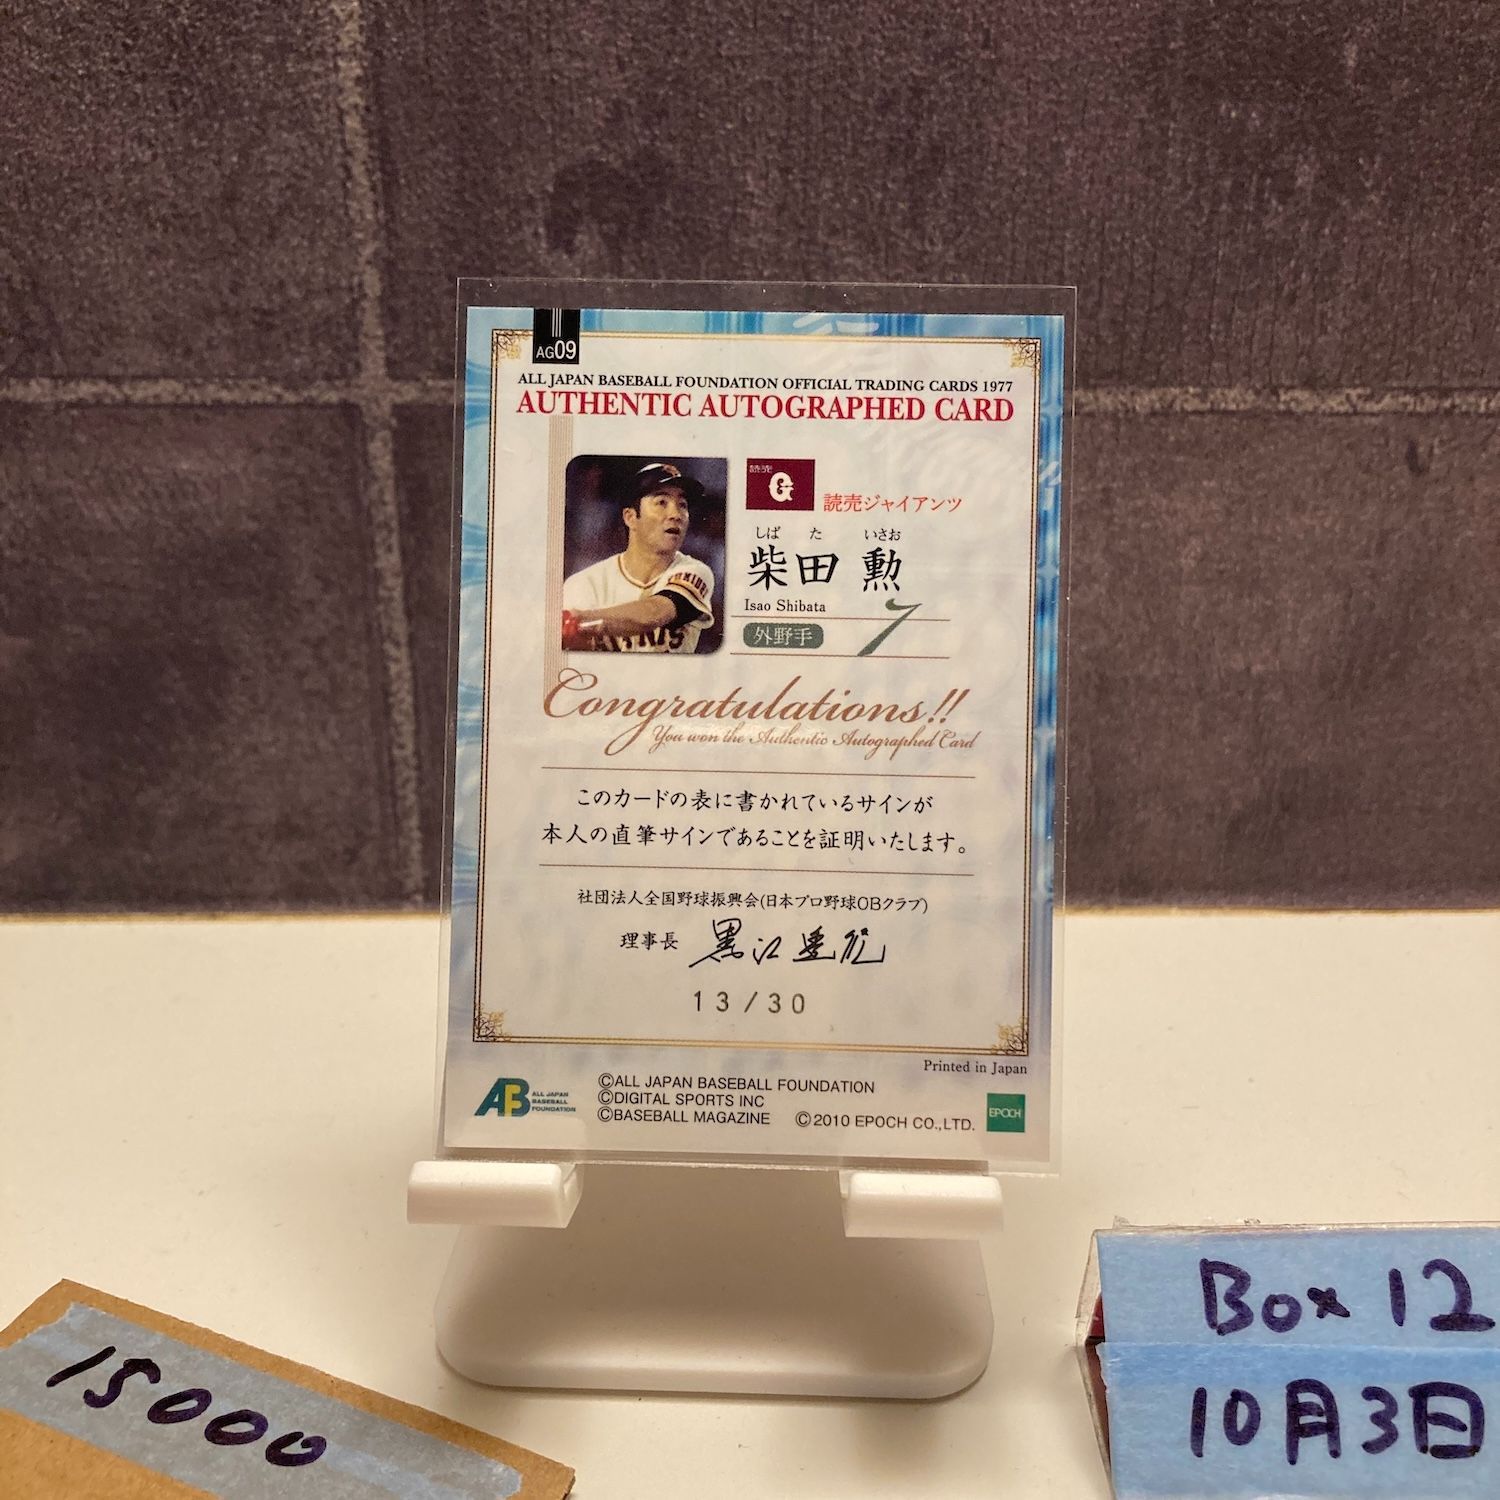 AG09
ALL JAPAN BASEBALL FOUNDATION OFFICIAL TRADING CARDS 1977
AUTHENTIC AUTOGRAPHED CARD
読売
G
読売ジャイアンツ
しば た いさお
柴田 勲
Isao Shibata
外野手
7
Congratulations!!
You won the Authentic Autographed Card
このカードの表に書かれているサインが
本人の直筆サインであることを証明いたします。
社団法人全国野球振興会(日本プロ野球OBクラブ)
理事長
13/30
Printed in Japan
AB
ALL JAPAN
BASEBALL
FOUNDATION
©ALL JAPAN BASEBALL FOUNDATION
©DIGITAL SPORTS INC
©BASEBALL MAGAZINE ©2010 EPOCH CO.,LTD.
EPOCH
15000
Box 12
10月3日